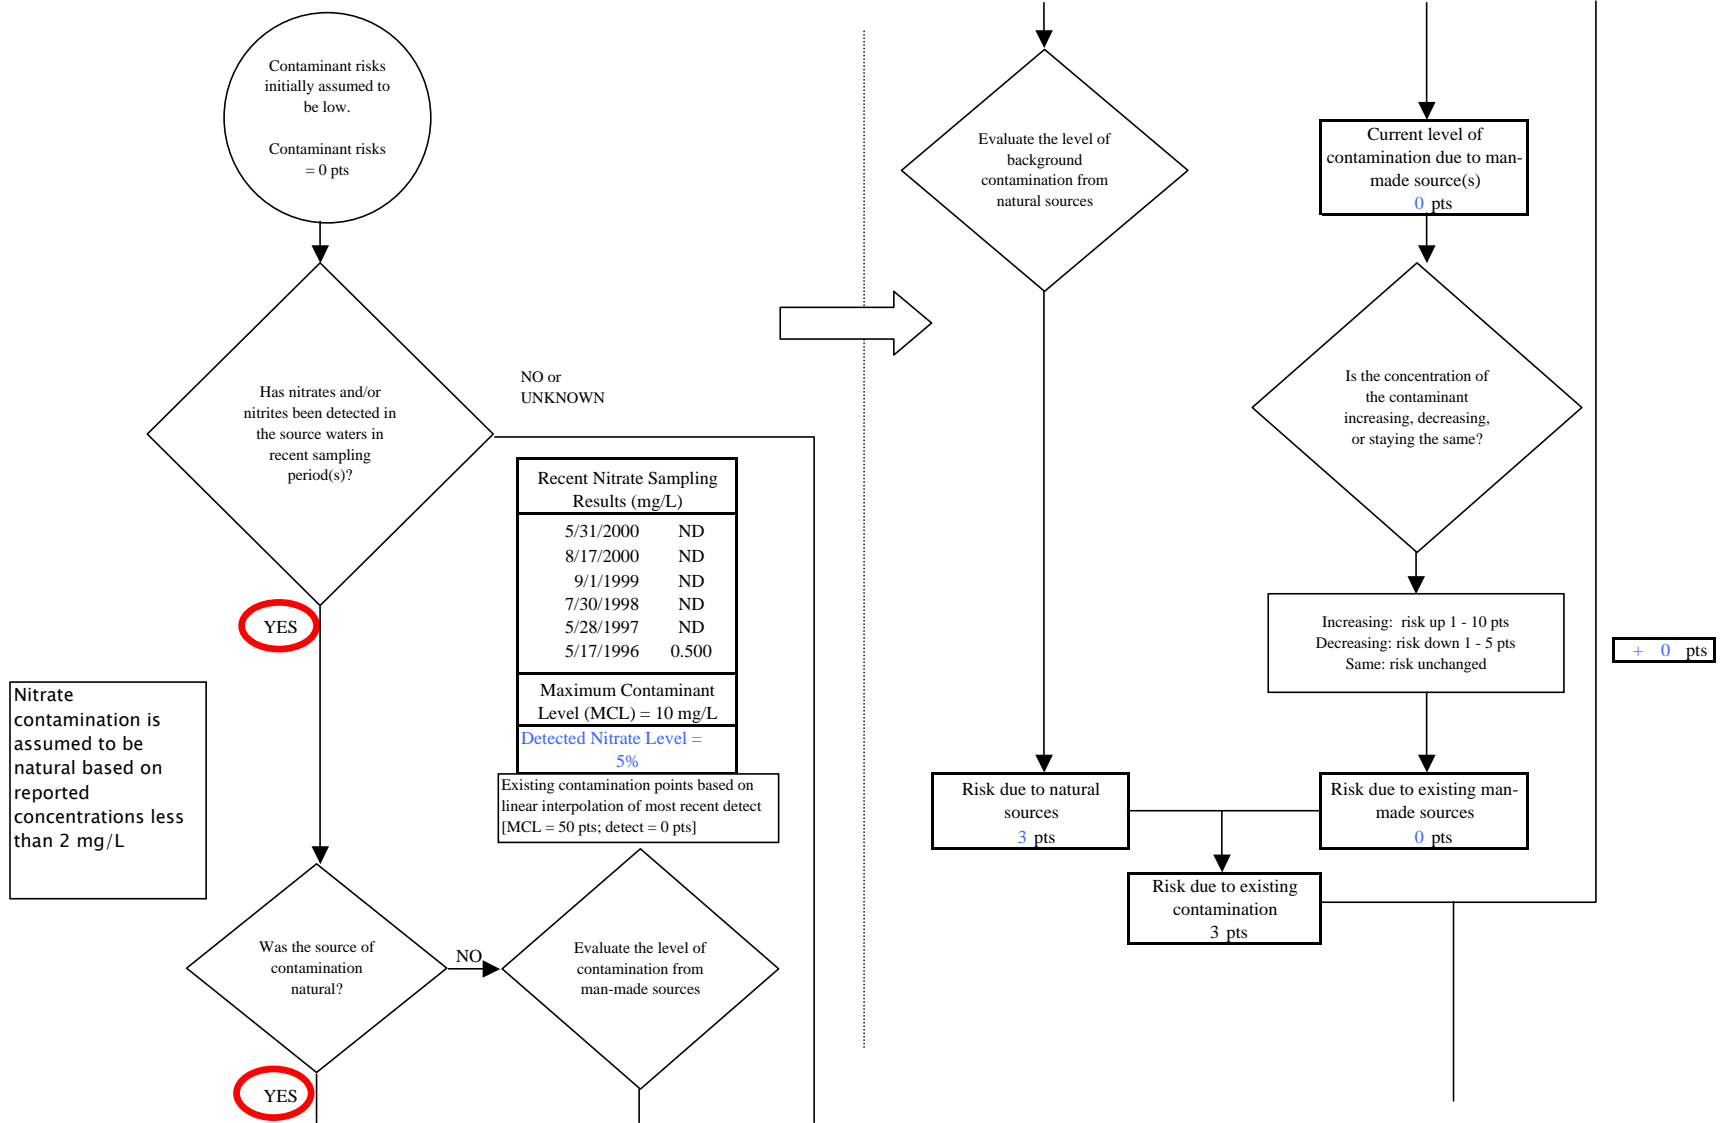 Contaminant risks
initially assumed to
be low.
Contaminant risks
= 0 pts
Has nitrates and/or
nitrites been detected in
the source waters in
recent sampling
period(s)?
NO or
UNKNOWN
YES
Recent Nitrate Sampling
Results (mg/L)
5/31/2000 ND
8/17/2000 ND
9/1/1999 ND
7/30/1998 ND
5/28/1997 ND
5/17/1996 0.500
Maximum Contaminant
Level (MCL) = 10 mg/L
Detected Nitrate Level =
5%
Existing contamination points based on
linear interpolation of most recent detect
[MCL = 50 pts; detect = 0 pts]
Nitrate
contamination is
assumed to be
natural based on
reported
concentrations less
than 2 mg/L
Was the source of
contamination
natural?
NO
YES
Evaluate the level of
contamination from
man-made sources
Evaluate the level of
background
contamination from
natural sources
Current level of
contamination due to man-
made source(s)
0 pts
Is the concentration of
the contaminant
increasing, decreasing,
or staying the same?
Increasing: risk up 1 - 10 pts
Decreasing: risk down 1 - 5 pts
Same: risk unchanged
+ 0 pts
Risk due to natural
sources
3 pts
Risk due to existing man-
made sources
0 pts
Risk due to existing
contamination
3 pts